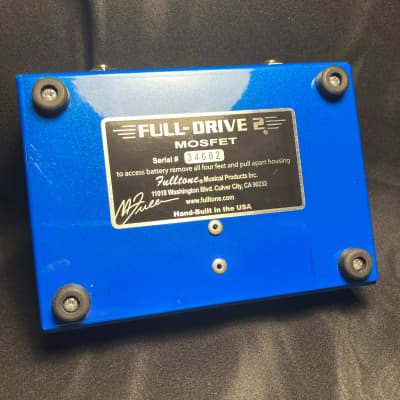 FULL-DRIVE 2
MOSFET
Serial # 34682
to access battery remove all four feet and pull apart housing
Fulltone Musical Products Inc.
11018 Washington Blvd. Culver City, CA 90232
www.fulltone.com
Hand-Built in the USA